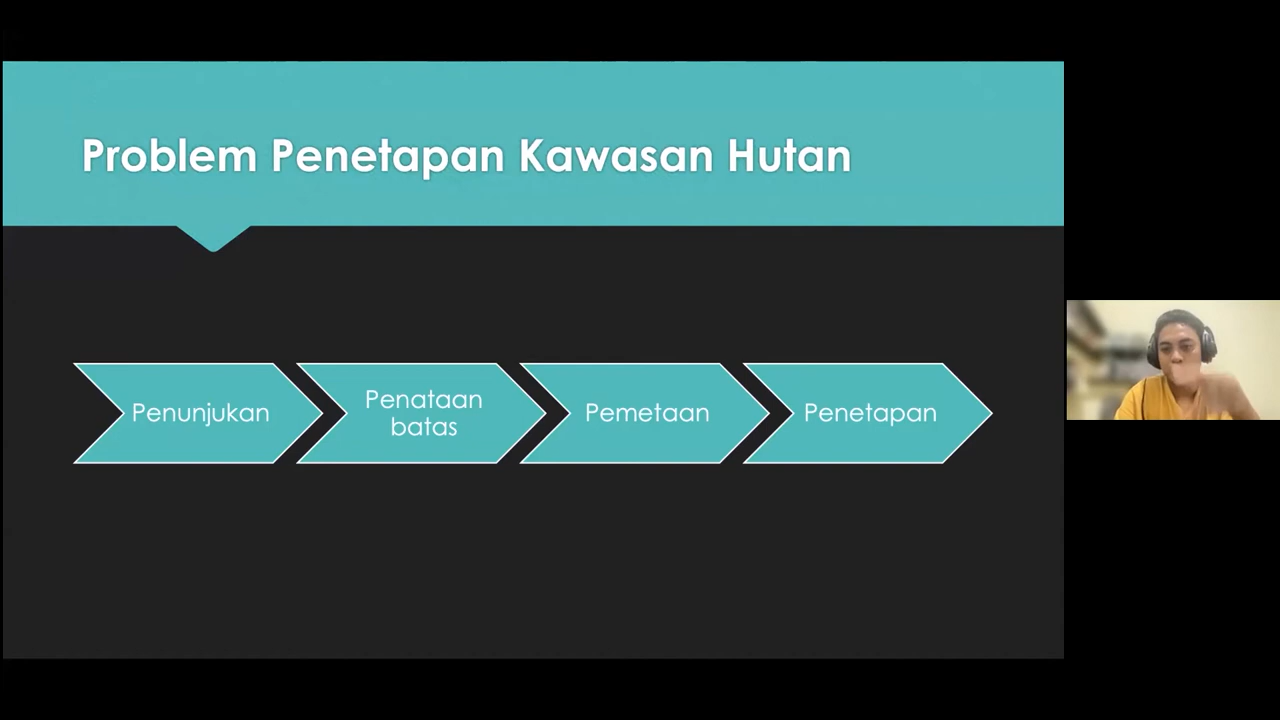 Problem Penetapan Kawasan Hutan
Penunjukan
Penataan
batas
Pemetaan
Penetapan